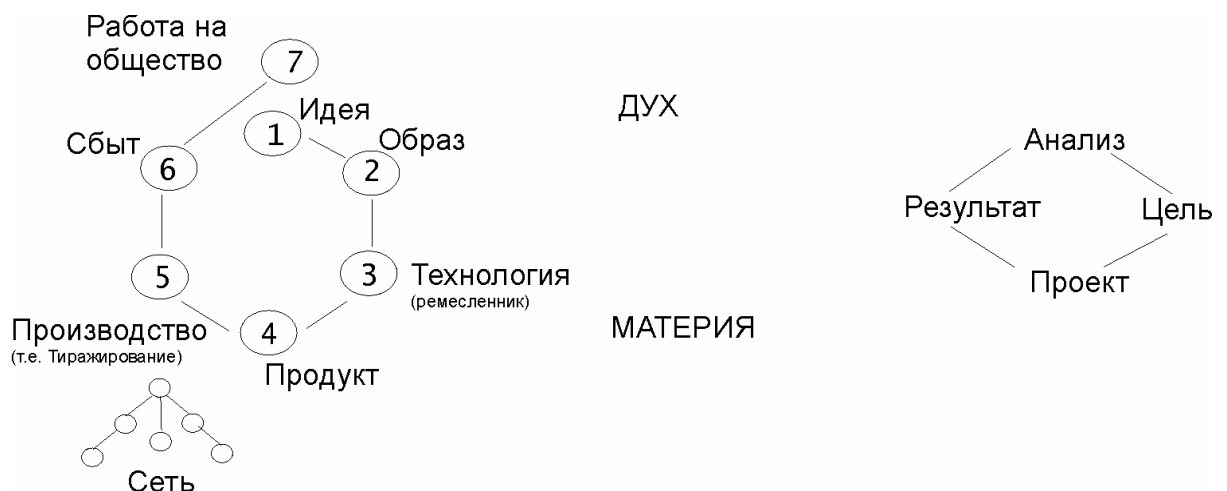 Работа на
общество
7
1
Идея
Сбыт
6
2
Образ
5
3
Технология
(ремесленник)
Производство
(т.е. Тиражирование)
4
Продукт
Сеть
ДУХ
МАТЕРИЯ
Анализ
Результат
Цель
Проект